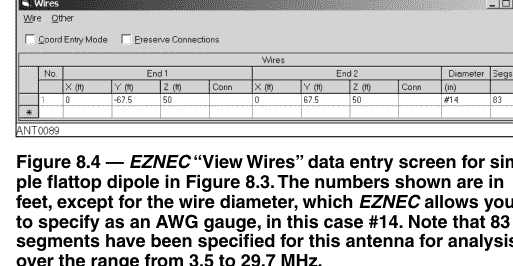 Wires
Wire Other
Coord Entry Mode Preserve Connections
Wires
No. End 1 End 2 Diameter Segs
X (ft) Y (ft) Z (ft) Conn X (ft) Y (ft) Z (ft) Conn (in)
1 0 -67.5 50 0 67.5 50 #14 83
*
ANT0089
Figure 8.4 — EZNEC “View Wires” data entry screen for sim
ple flattop dipole in Figure 8.3. The numbers shown are in
feet, except for the wire diameter, which EZNEC allows you
to specify as an AWG gauge, in this case #14. Note that 83
segments have been specified for this antenna for analysis
over the range from 3.5 to 29.7 MHz.